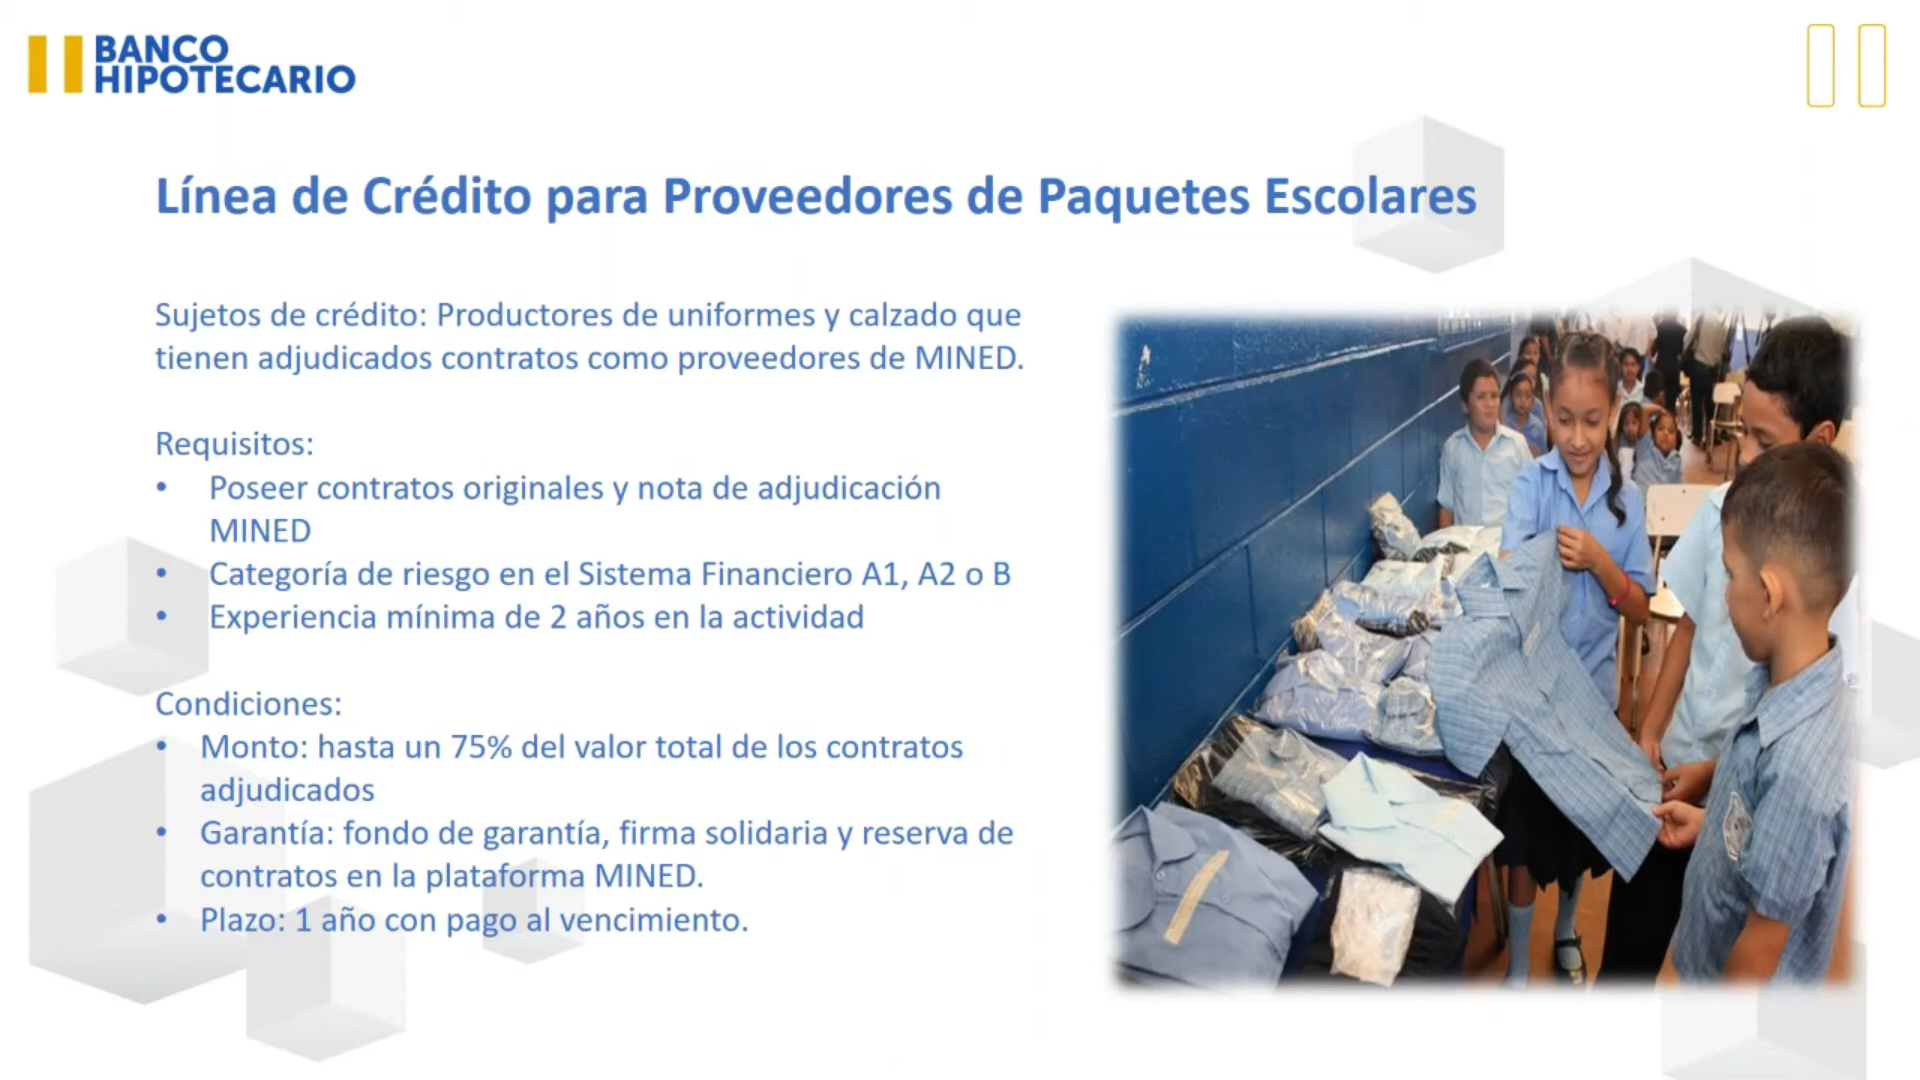 BANCO
HIPOTECARIO
Línea de Crédito para Proveedores de Paquetes Escolares
Sujetos de crédito: Productores de uniformes y calzado que
tienen adjudicados contratos como proveedores de MINED.
Requisitos:
• Poseer contratos originales y nota de adjudicación
MINED
• Categoría de riesgo en el Sistema Financiero A1, A2 o B
• Experiencia mínima de 2 años en la actividad
Condiciones:
• Monto: hasta un 75% del valor total de los contratos
adjudicados
• Garantía: fondo de garantía, firma solidaria y reserva de
contratos en la plataforma MINED.
• Plazo: 1 año con pago al vencimiento.